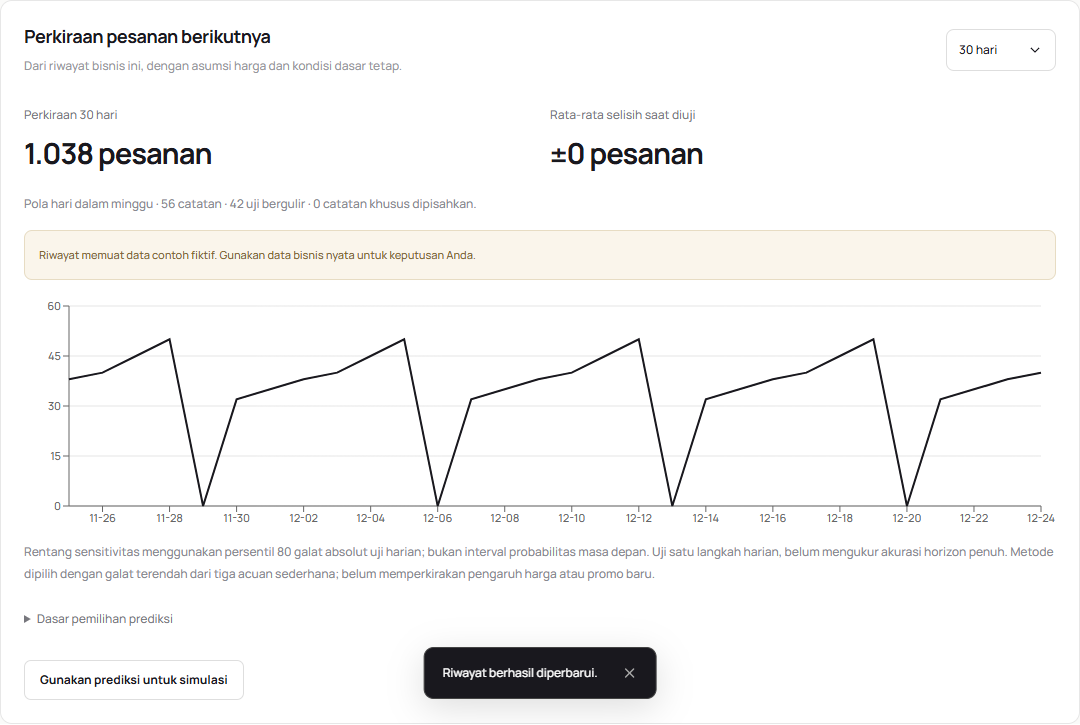 Perkiraan pesanan berikutnya
Dari riwayat bisnis ini, dengan asumsi harga dan kondisi dasar tetap.
30 hari
Perkiraan 30 hari
1.038 pesanan
Rata-rata selisih saat diuji
±0 pesanan
Pola hari dalam minggu · 56 catatan · 42 uji bergulir · 0 catatan khusus dipisahkan.
Riwayat memuat data contoh fiktif. Gunakan data bisnis nyata untuk keputusan Anda.
60
45
30
15
0
11-26 11-28 11-30 12-02 12-04 12-06 12-08 12-10 12-12 12-14 12-16 12-18 12-20 12-22 12-24
Rentang sensitivitas menggunakan persentil 80 galat absolut uji harian; bukan interval probabilitas masa depan. Uji satu langkah harian, belum mengukur akurasi horizon penuh. Metode
dipilih dengan galat terendah dari tiga acuan sederhana; belum memperkirakan pengaruh harga atau promo baru.
Dasar pemilihan prediksi
Gunakan prediksi untuk simulasi
Riwayat berhasil diperbarui.